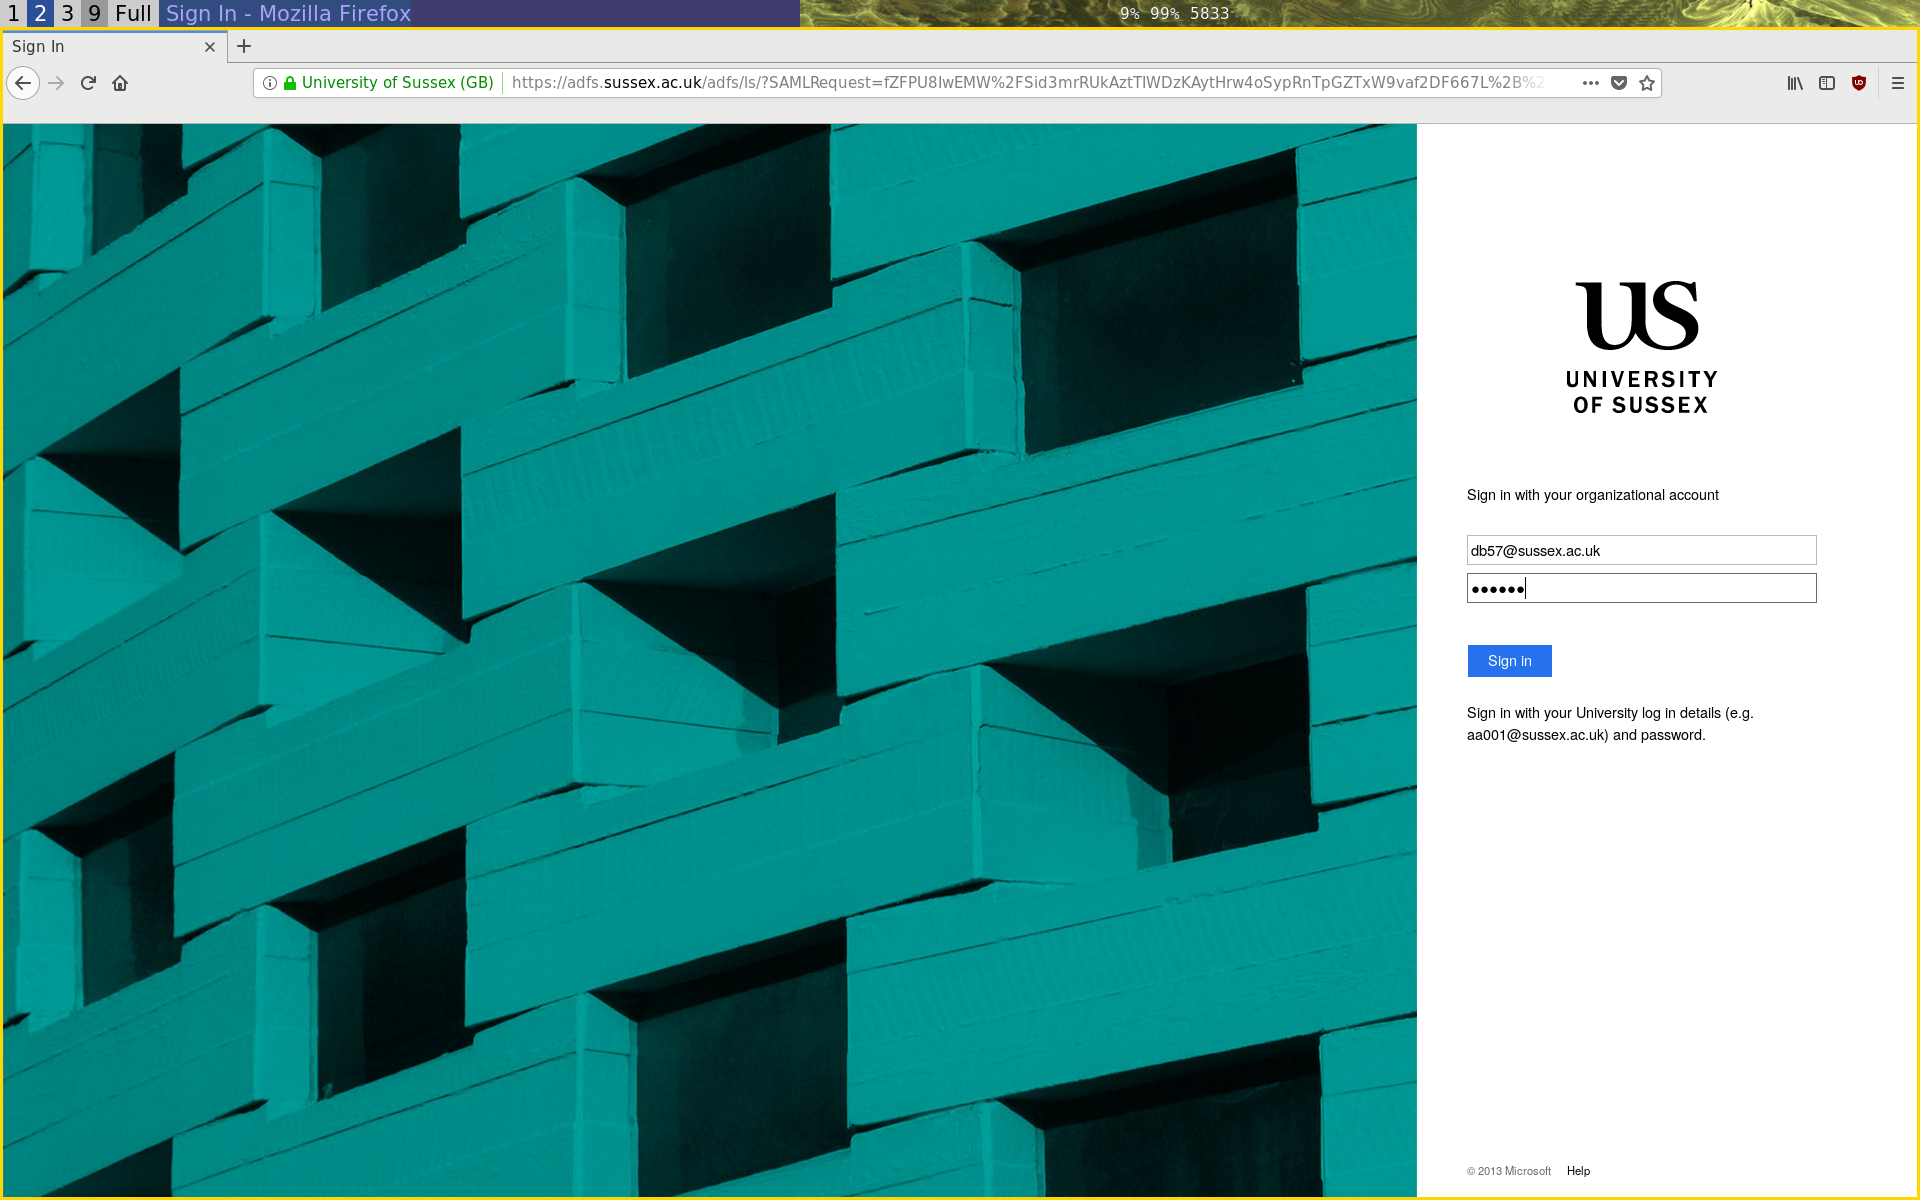 1 2 3 9 Full Sign In - Mozilla Firefox 9% 99% 5833
Sign In
University of Sussex (GB) https://adfs.sussex.ac.uk/adfs/ls/?SAMLRequest=fZFPU8IwEMW%2FSid3mrRUkAztTIWDzKAytHrw4oSypRnTpGZTxW9vaf2DF667L%2B%2
us
UNIVERSITY
OF SUSSEX
Sign in with your organizational account
db57@sussex.ac.uk
●●●●●●
Sign in
Sign in with your University log in details (e.g.
aa001@sussex.ac.uk) and password.
© 2013 Microsoft Help